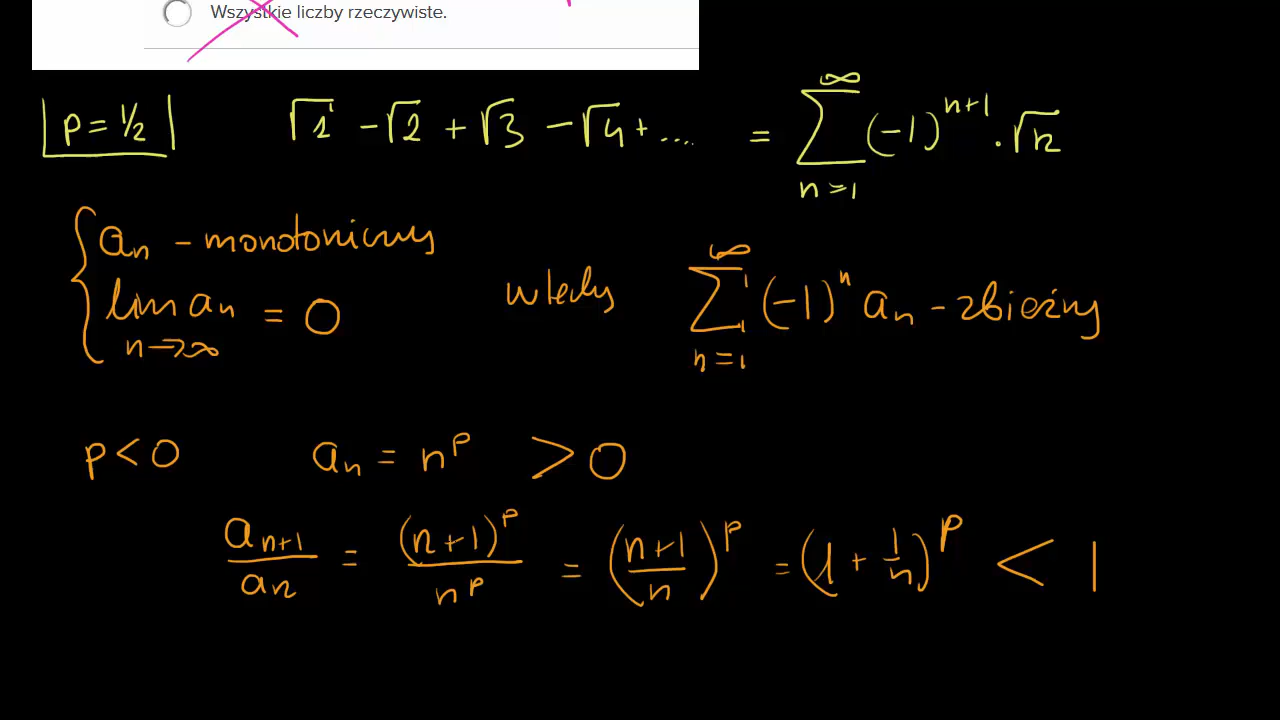 Wszystkie liczby rzeczywiste.
p = 1/2   √1 - √2 + √3 - √4 + .... = ∑_{n=1}^{∞} (-1)^{n+1} · √n
{ a_n - monotoniczny
lim_{n→∞} a_n = 0   wtedy   ∑_{n=1}^{∞} (-1)^n a_n - zbieżny
p < 0   a_n = n^p > 0
a_{n+1}/a_n = (n+1)^p/n^p = ((n+1)/n)^p = (1 + 1/n)^p < 1